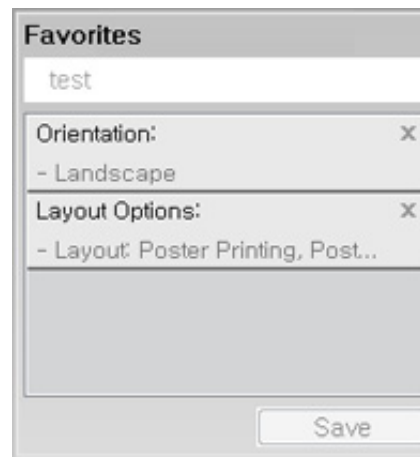 Favorites
test
Orientation: x
- Landscape
Layout Options: x
- Layout: Poster Printing, Post...
Save